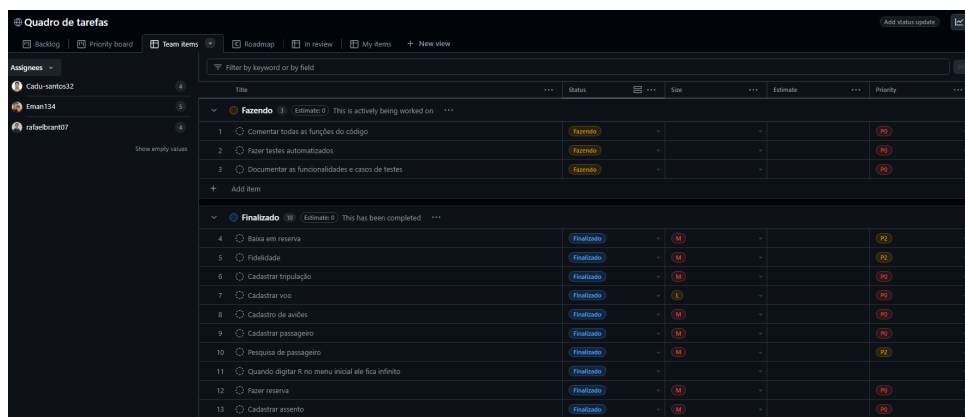 Quadro de tarefas
Add status update
Backlog Priority board Team items Roadmap In review My items + New view
Assignees
Filter by keyword or by field
Cadu-santos32 4
Eman134 5
rafaelbrant07 4
Show empty values
Title ... Status ... Size ... Estimate ... Priority ...
Fazendo 3 Estimate: 0 This is actively being worked on ...
1 Comentar todas as funções do código Fazendo P0
2 Fazer testes automatizados Fazendo P0
3 Documentar as funcionalidades e casos de testes Fazendo P0
+ Add item
Finalizado 10 Estimate: 0 This has been completed ...
4 Baixa em reserva Finalizado M P2
5 Fidelidade Finalizado M P2
6 Cadastrar tripulação Finalizado M P0
7 Cadastrar voo Finalizado L P0
8 Cadastro de aviões Finalizado M P0
9 Cadastrar passageiro Finalizado M P0
10 Pesquisa de passageiro Finalizado M P2
11 Quando digitar R no menu inicial ele fica infinito Finalizado
12 Fazer reserva Finalizado M P0
13 Cadastrar assento Finalizado M P0